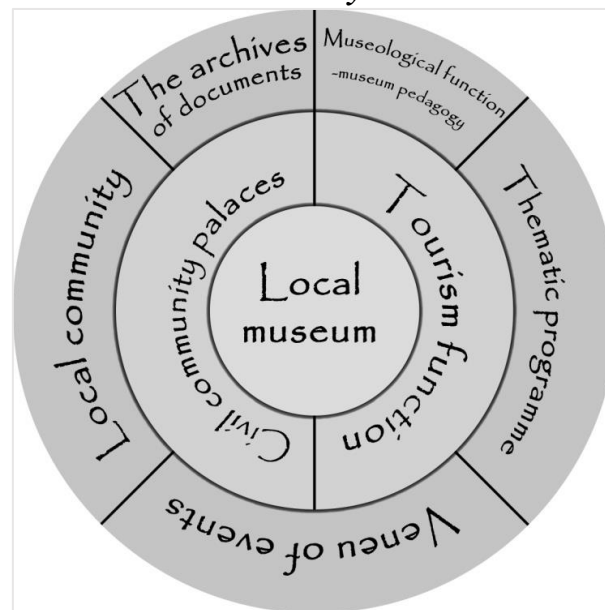 The archives
of documents
Museological function
-museum pedagogy
Local community
Civil community palaces
Local
museum
Tourism function
Thematic programme
Veneu of events